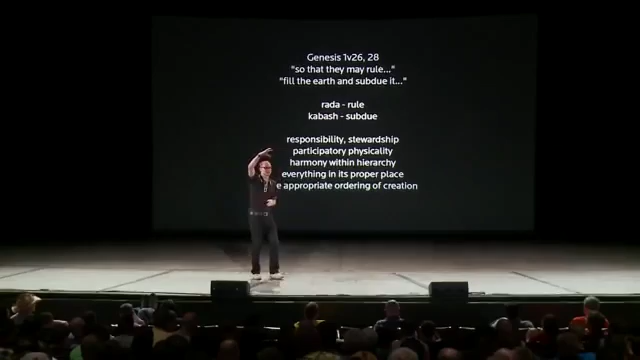 Genesis 1v26, 28
"so that they may rule..."
"fill the earth and subdue it..."
rada - rule
kabash - subdue
responsibility, stewardship
participatory physicality
harmony within hierarchy
everything in its proper place
e appropriate ordering of creation